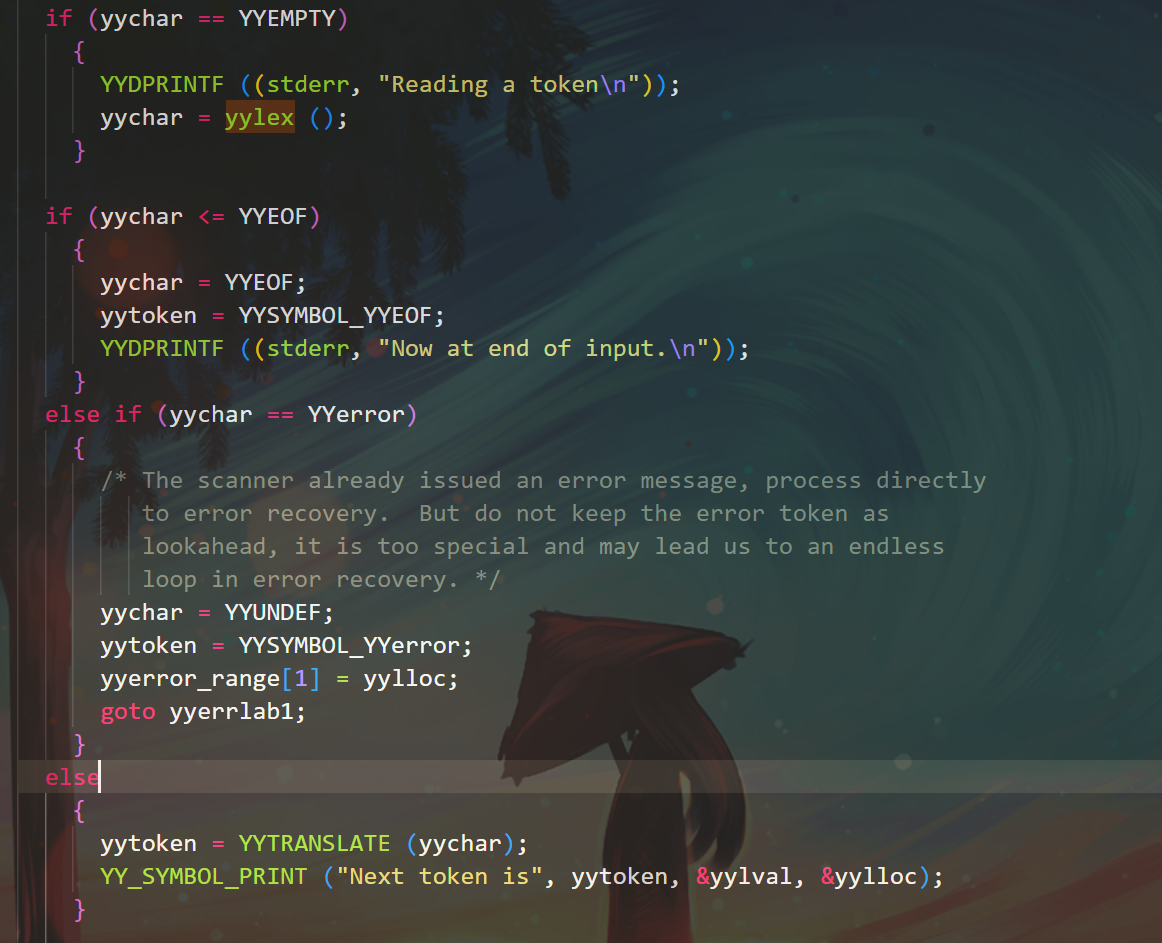 if (yychar == YYEMPTY)
{
YYDPRINTF ((stderr, "Reading a token\n"));
yychar = yylex ();
}
if (yychar <= YYEOF)
{
yychar = YYEOF;
yytoken = YYSYMBOL_YYEOF;
YYDPRINTF ((stderr, "Now at end of input.\n"));
}
else if (yychar == YYerror)
{
/* The scanner already issued an error message, process directly
to error recovery.  But do not keep the error token as
lookahead, it is too special and may lead us to an endless
loop in error recovery. */
yychar = YYUNDEF;
yytoken = YYSYMBOL_YYerror;
yyerror_range[1] = yylloc;
goto yyerrlab1;
}
else
{
yytoken = YYTRANSLATE (yychar);
YY_SYMBOL_PRINT ("Next token is", yytoken, &yylval, &yylloc);
}